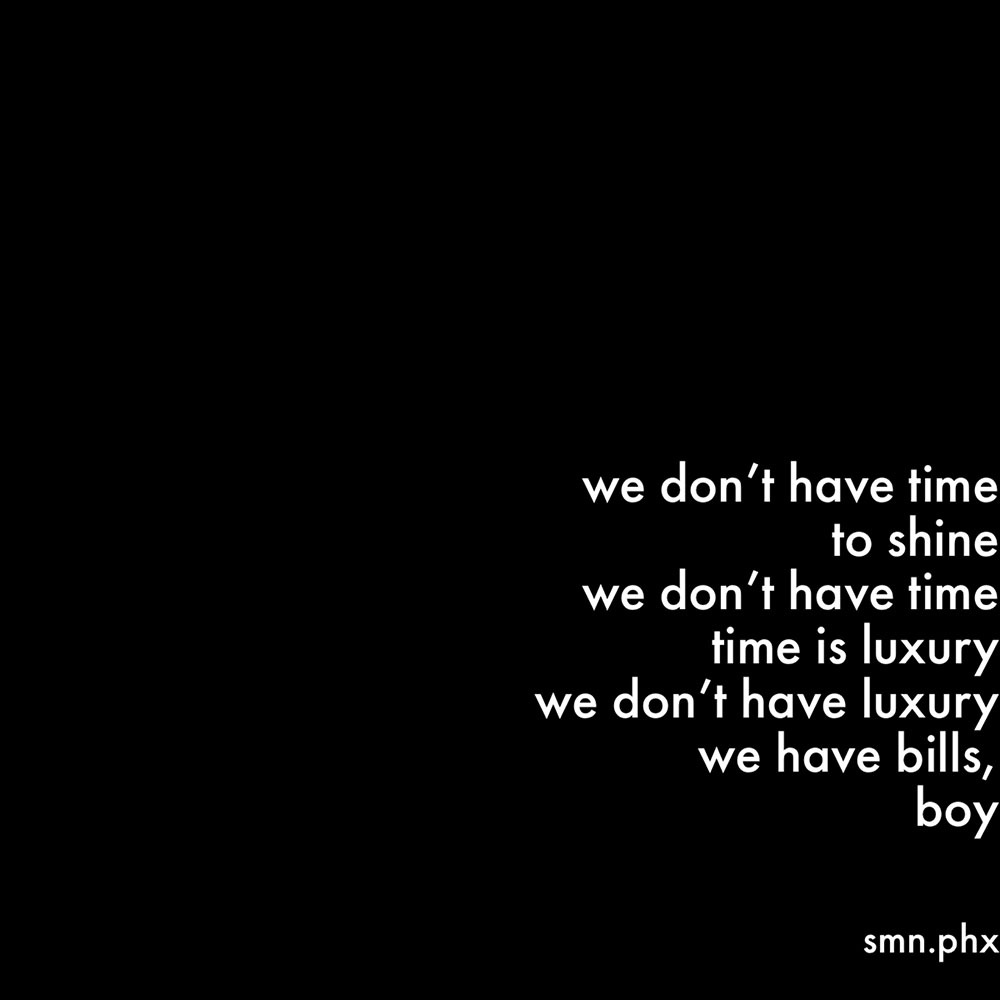 we don’t have time
to shine
we don’t have time
time is luxury
we don’t have luxury
we have bills,
boy
smn.phx